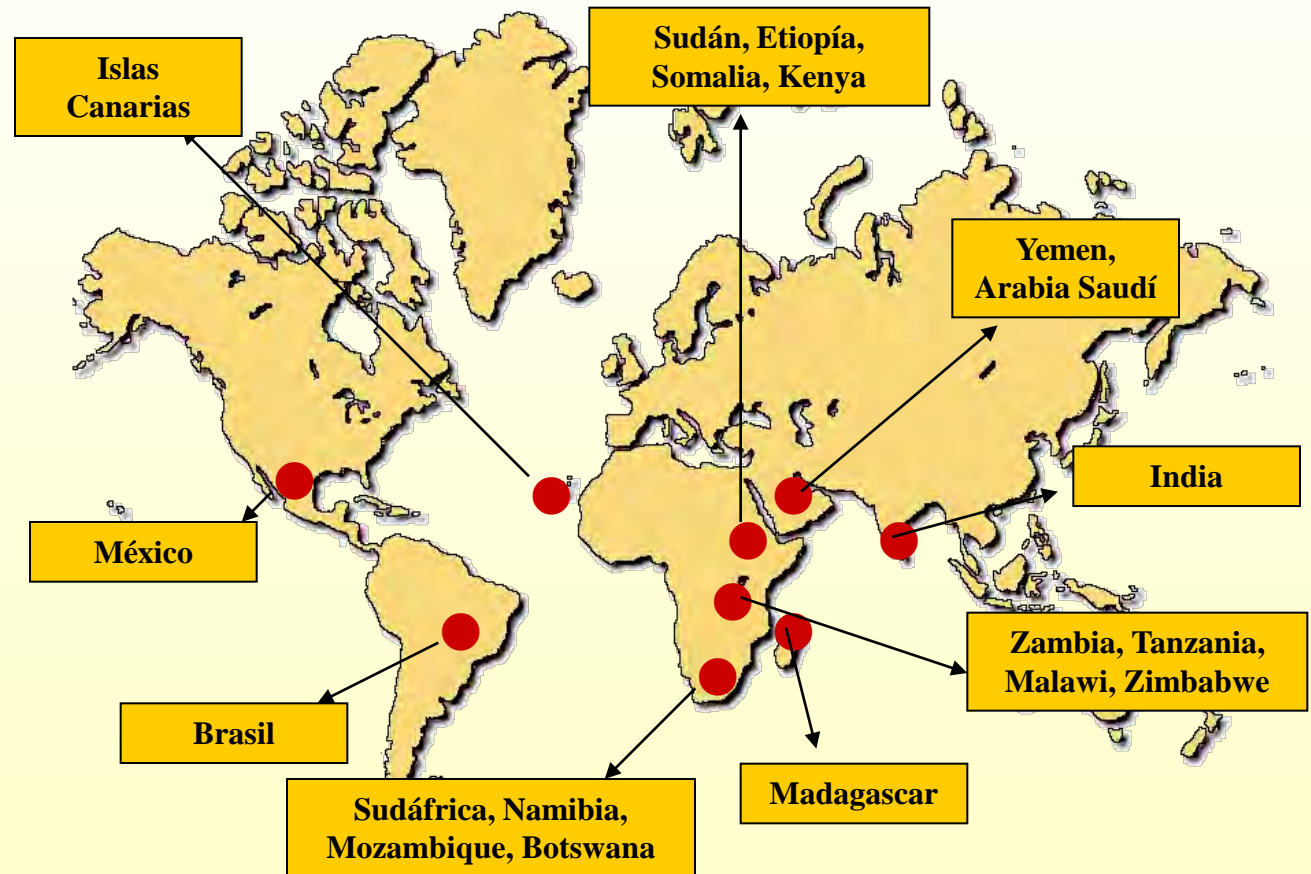 Islas
Canarias
Sudán, Etiopía,
Somalia, Kenya
Yemen,
Arabia Saudí
India
México
Zambia, Tanzania,
Malawi, Zimbabwe
Brasil
Madagascar
Sudáfrica, Namibia,
Mozambique, Botswana